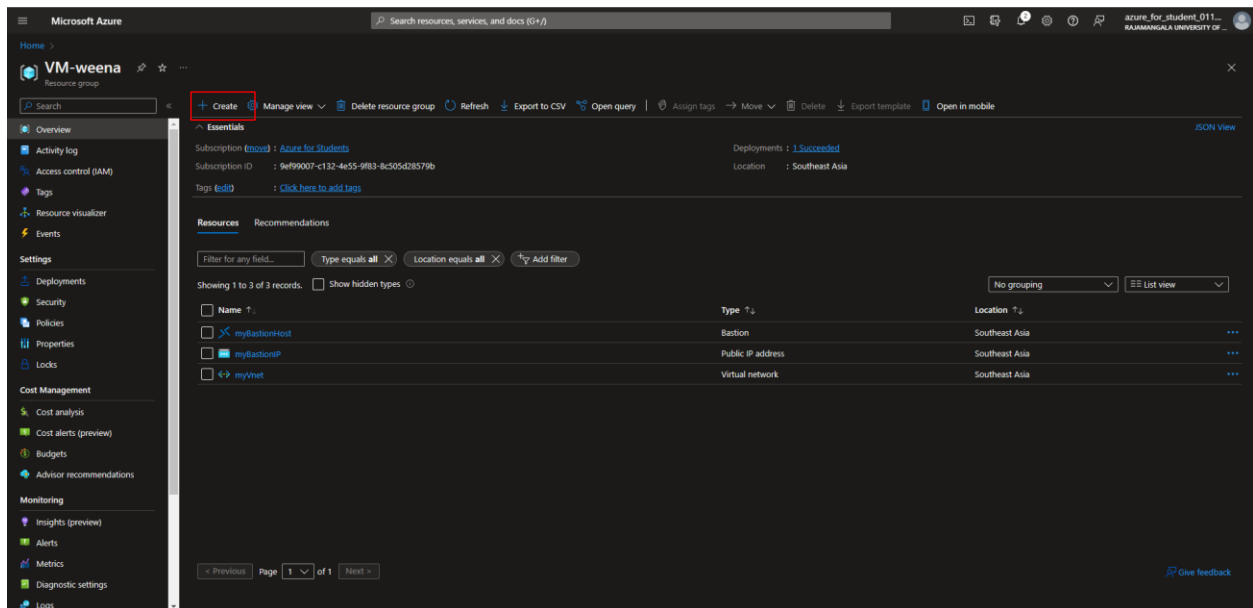 Microsoft Azure
Search resources, services, and docs (G+/)
azure_for_student_011...
RAJAMANGALA UNIVERSITY OF ...
Home >
VM-weena
Resource group
Search
Create Manage view Delete resource group Refresh Export to CSV Open query Assign tags Move Delete Export template Open in mobile
Overview
Activity log
Access control (IAM)
Tags
Resource visualizer
Events
Settings
Deployments
Security
Policies
Properties
Locks
Cost Management
Cost analysis
Cost alerts (preview)
Budgets
Advisor recommendations
Monitoring
Insights (preview)
Alerts
Metrics
Diagnostic settings
Logs
Essentials
JSON View
Subscription (move) : Azure for Students
Deployments : 1 Succeeded
Subscription ID : 9ef99007-c132-4e55-9f83-8c505d28579b
Location : Southeast Asia
Tags (edit) : Click here to add tags
Resources Recommendations
Filter for any field... Type equals all Location equals all Add filter
Showing 1 to 3 of 3 records. Show hidden types
No grouping List view
Name Type Location
myBastionHost Bastion Southeast Asia
myBastionIP Public IP address Southeast Asia
myVnet Virtual network Southeast Asia
< Previous Page 1 of 1 Next >
Give feedback